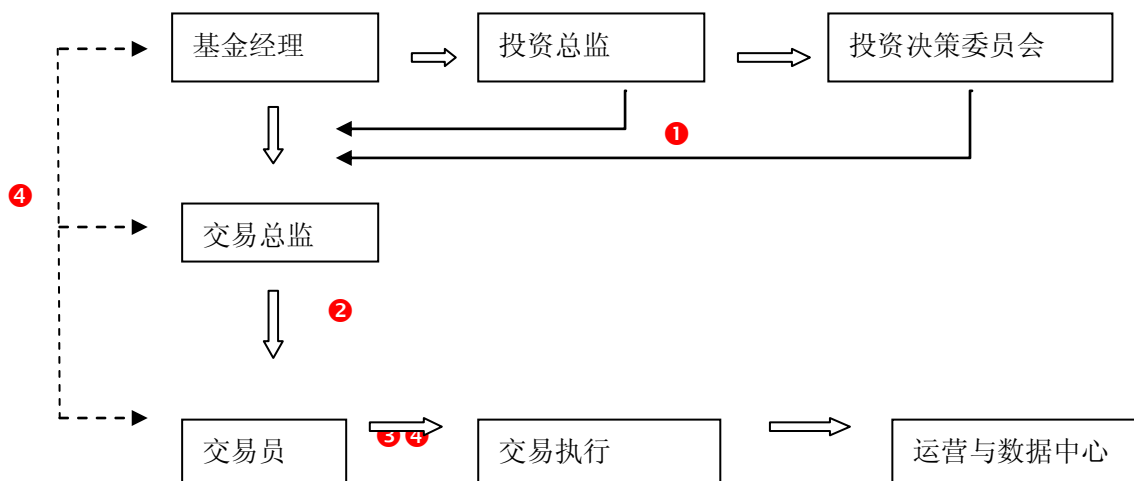 基金经理
投资总监
投资决策委员会
❶
❹
交易总监
❷
交易员
❸❹
交易执行
运营与数据中心